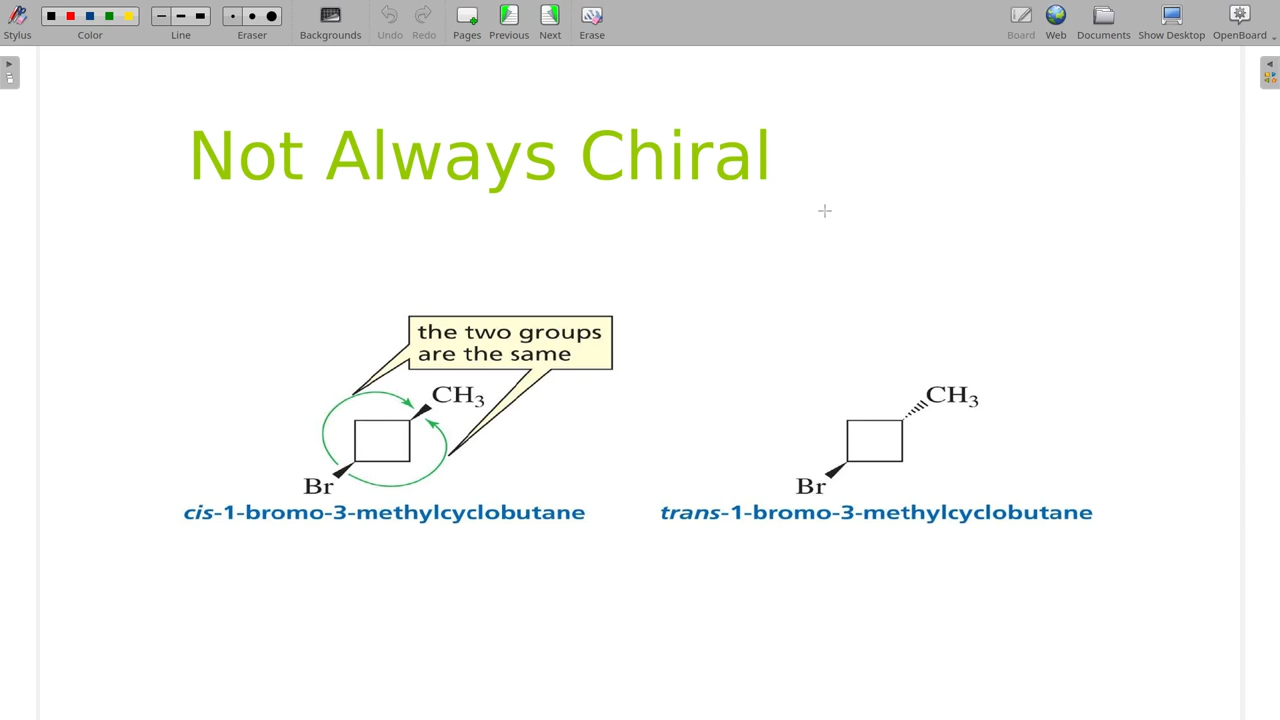 Stylus Color Line Eraser Backgrounds Undo Redo Pages Previous Next Erase Board Web Documents Show Desktop OpenBoard
Not Always Chiral
the two groups
are the same
CH3
CH3
Br
Br
cis-1-bromo-3-methylcyclobutane
trans-1-bromo-3-methylcyclobutane